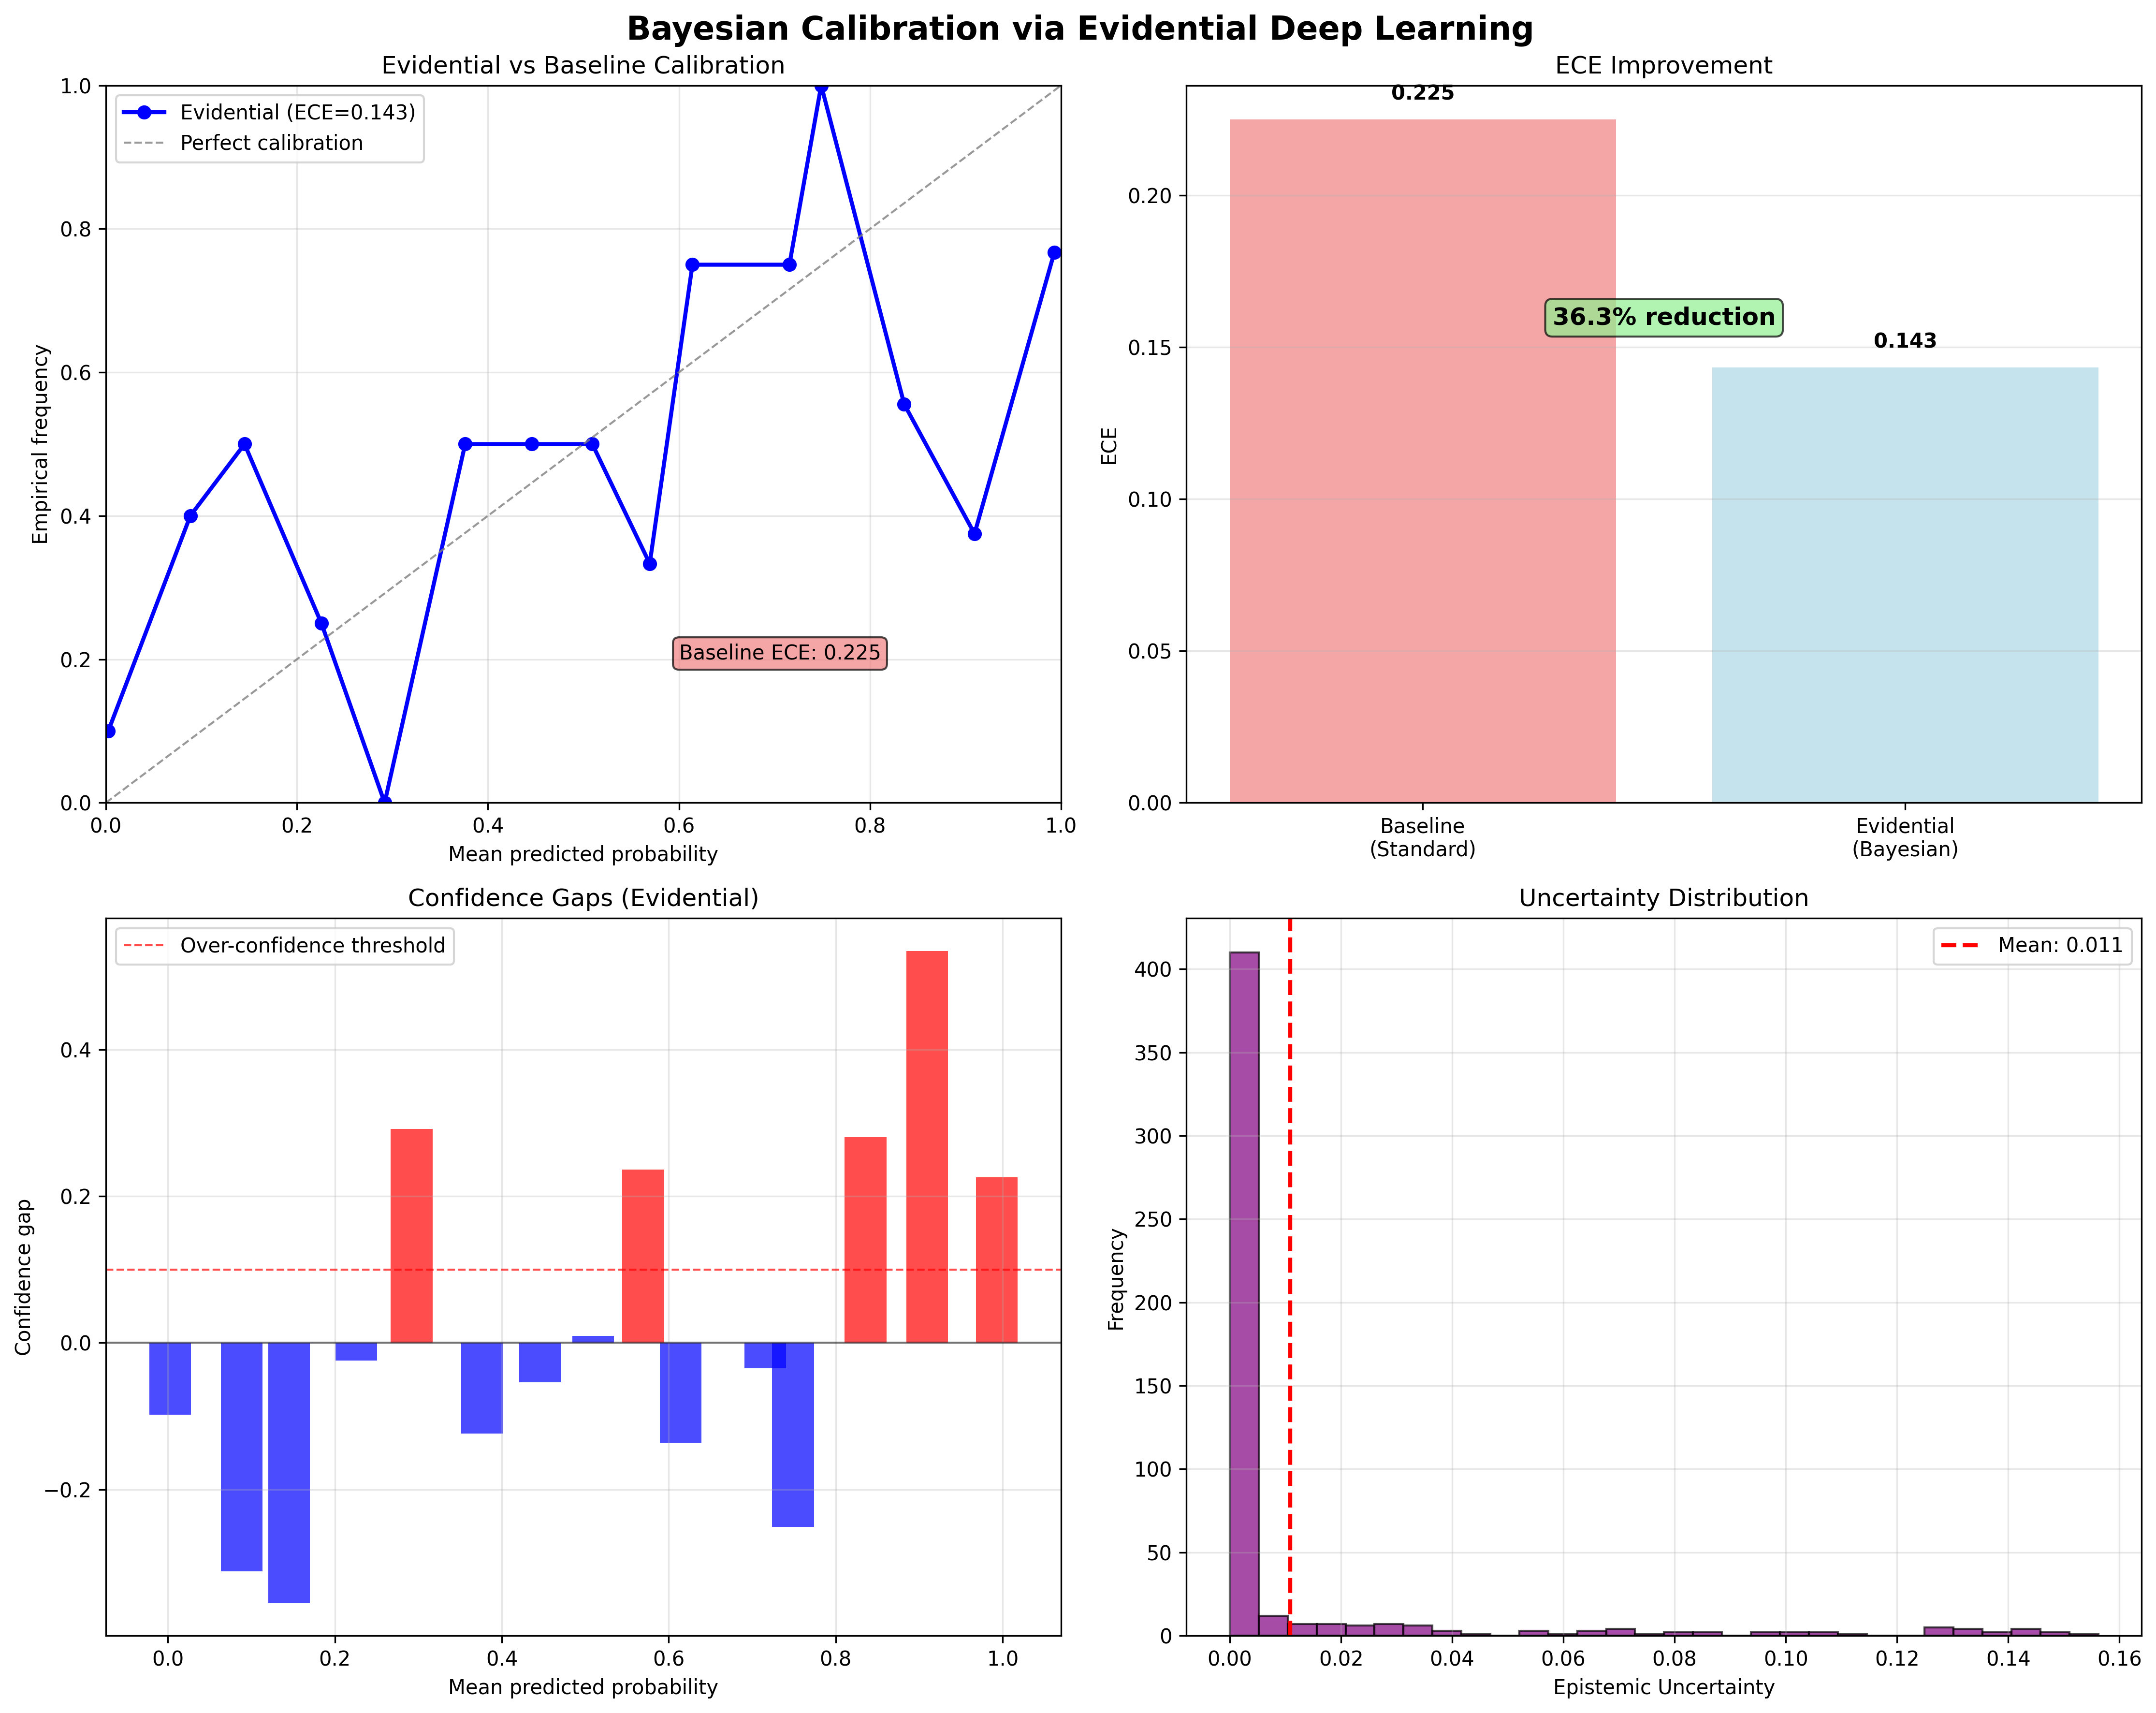 Bayesian Calibration via Evidential Deep Learning
Evidential vs Baseline Calibration
Evidential (ECE=0.143)
Perfect calibration
Baseline ECE: 0.225
1.0
0.8
0.6
0.4
0.2
0.0
0.0 0.2 0.4 0.6 0.8 1.0
Empirical frequency
Mean predicted probability
ECE Improvement
0.225
36.3% reduction
0.143
0.20
0.15
0.10
0.05
0.00
ECE
Baseline
(Standard)
Evidential
(Bayesian)
Confidence Gaps (Evidential)
Over-confidence threshold
0.4
0.2
0.0
−0.2
0.0 0.2 0.4 0.6 0.8 1.0
Confidence gap
Mean predicted probability
Uncertainty Distribution
Mean: 0.011
400
350
300
250
200
150
100
50
0
0.00 0.02 0.04 0.06 0.08 0.10 0.12 0.14 0.16
Frequency
Epistemic Uncertainty